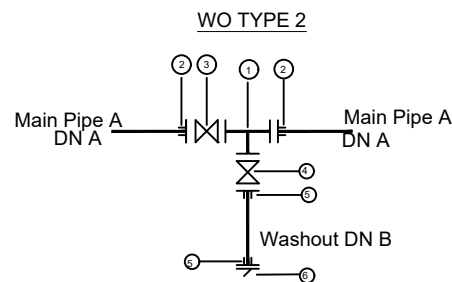 WO TYPE 2
2 3 1 2
Main Pipe A
DN A
Main Pipe A
DN A
4
5
Washout DN B
5
6